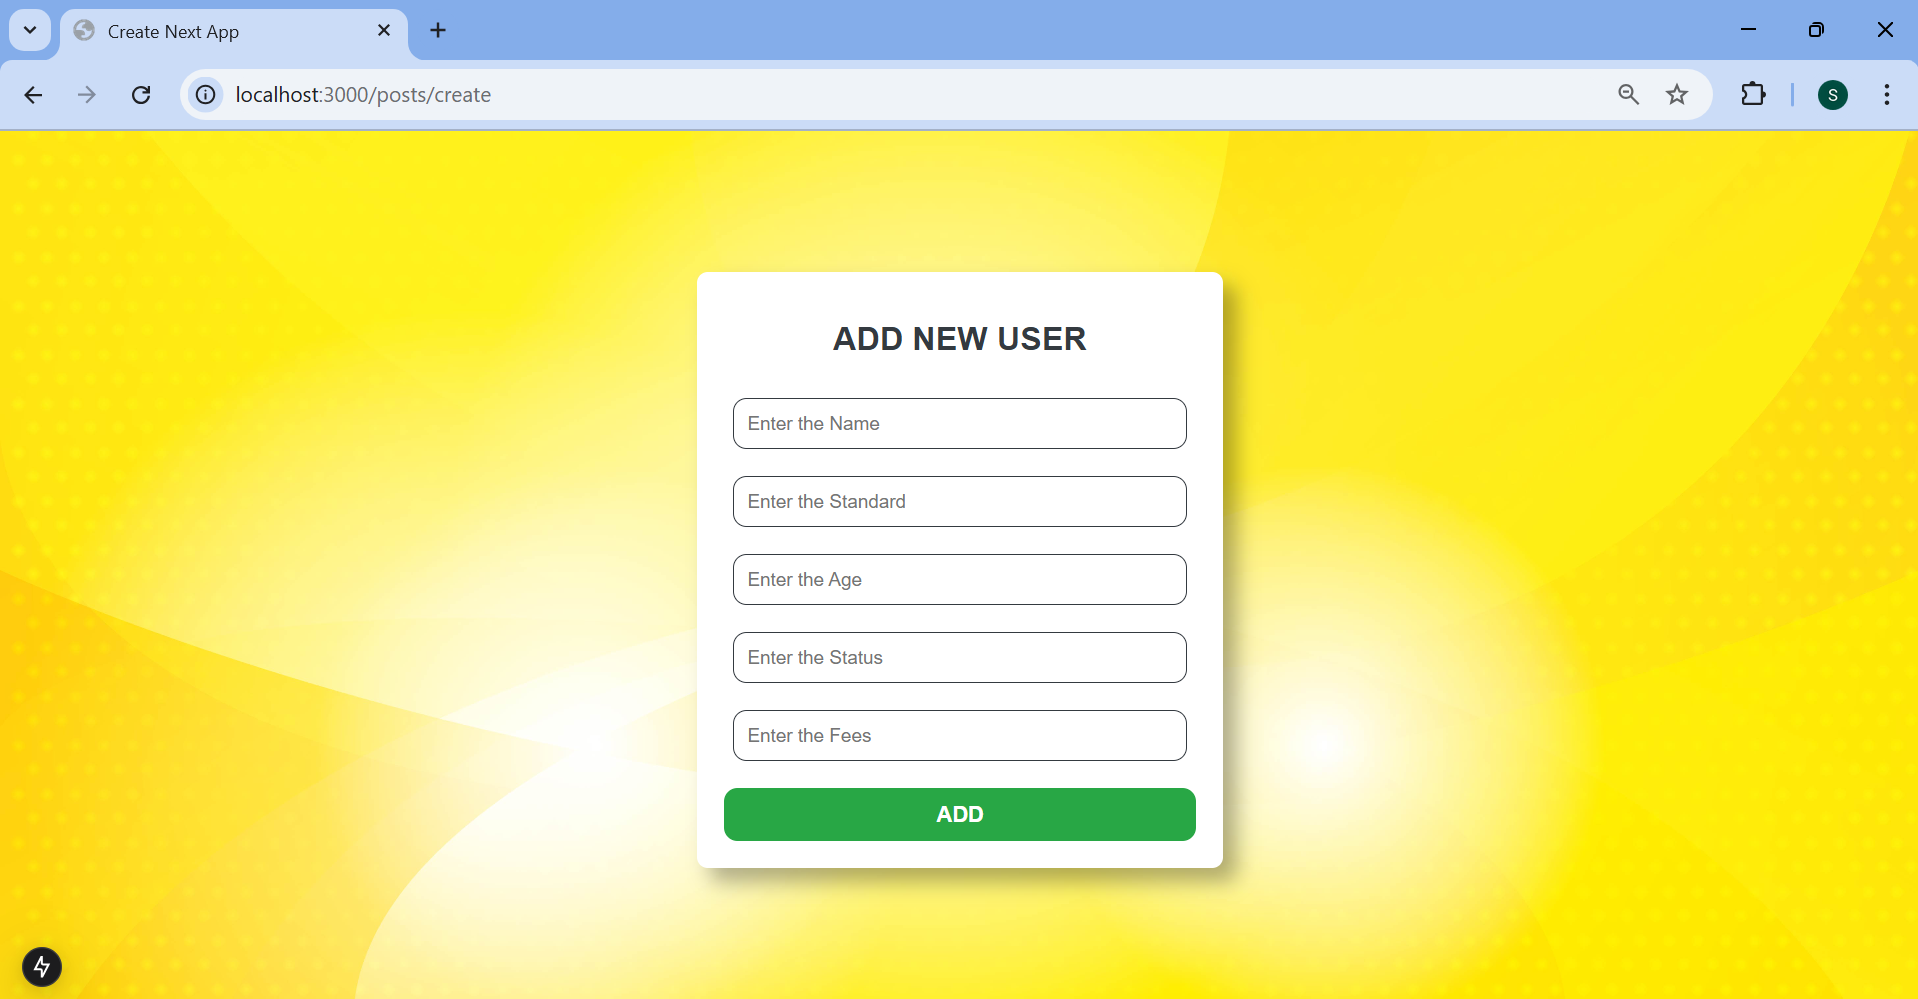 Create Next App
localhost:3000/posts/create
S
ADD NEW USER
Enter the Name
Enter the Standard
Enter the Age
Enter the Status
Enter the Fees
ADD